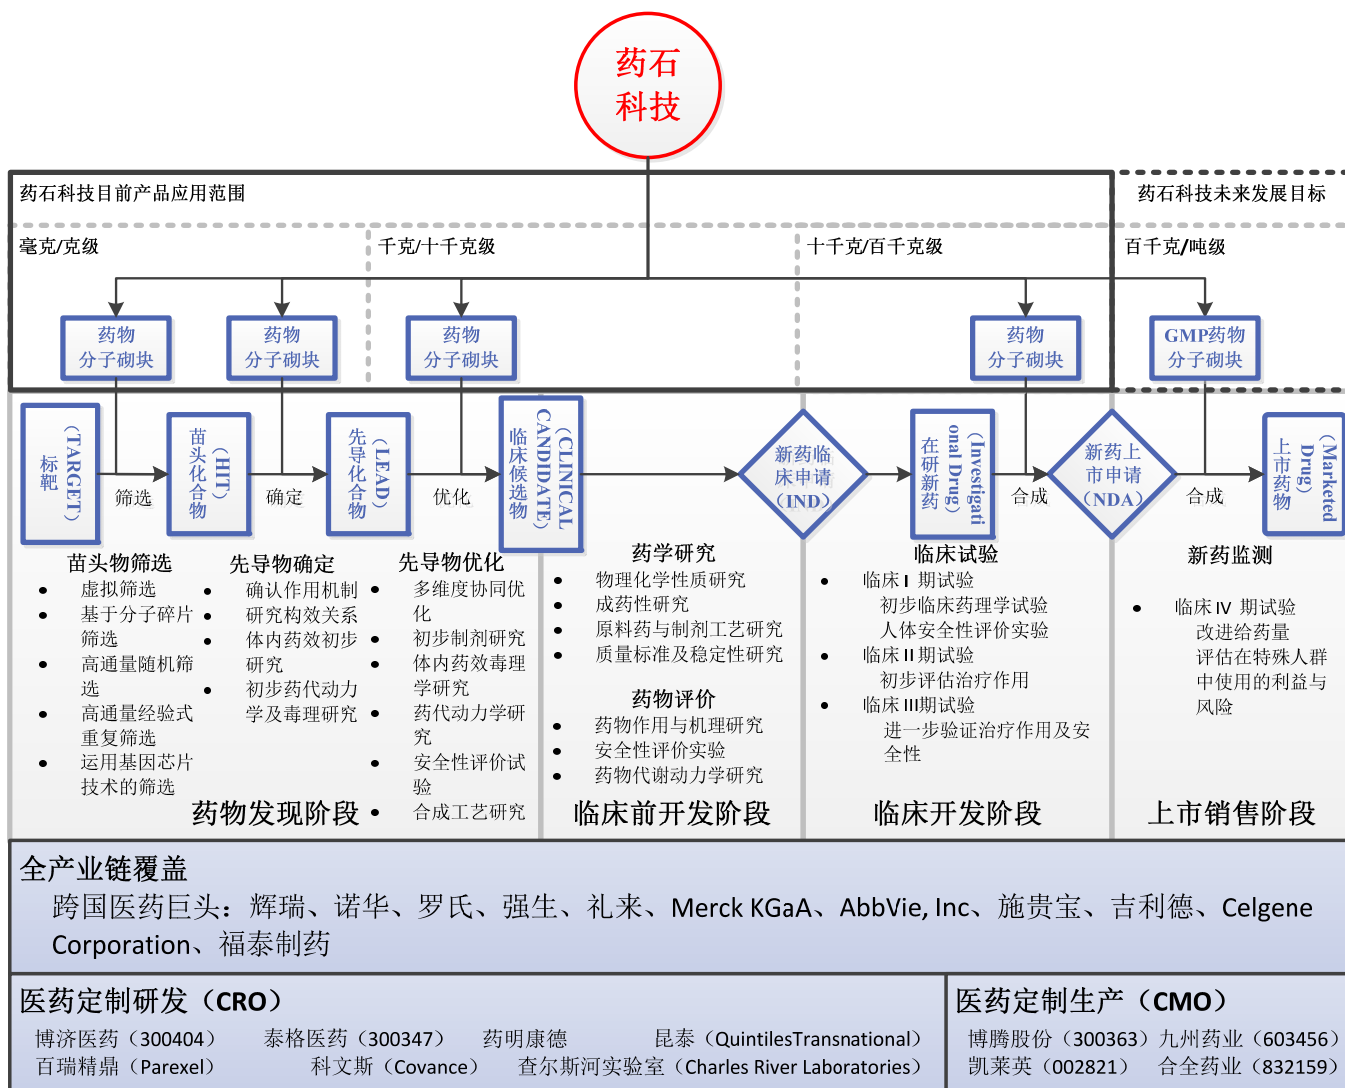 药石
科技
药石科技目前产品应用范围
药石科技未来发展目标
毫克/克级
千克/十千克级
十千克/百千克级
百千克/吨级
药物
分子砌块
药物
分子砌块
药物
分子砌块
药物
分子砌块
GMP药物
分子砌块
标靶
（TARGET）
筛选
苗头化合物
（HIT）
确定
先导化合物
（LEAD）
优化
临床候选物
（CLINICAL
CANDIDATE）
新药临
床申请
（IND）
在研新药
（Investigati
onal Drug）
合成
新药上
市申请
（NDA）
合成
上市药物
（Marketed
Drug）
苗头物筛选
• 虚拟筛选
• 基于分子碎片
筛选
• 高通量随机筛
选
• 高通量经验式
重复筛选
• 运用基因芯片
技术的筛选
先导物确定
• 确认作用机制
• 研究构效关系
• 体内药效初步
研究
• 初步药代动力
学及毒理研究
先导物优化
• 多维度协同优
化
• 初步制剂研究
• 体内药效毒理
学研究
• 药代动力学研
究
• 安全性评价试
验
• 合成工艺研究
药物发现阶段
药学研究
• 物理化学性质研究
• 成药性研究
• 原料药与制剂工艺研究
• 质量标准及稳定性研究
药物评价
• 药物作用与机理研究
• 安全性评价实验
• 药物代谢动力学研究
临床前开发阶段
临床试验
• 临床 I 期试验
初步临床药理学试验
人体安全性评价实验
• 临床 II 期试验
初步评估治疗作用
• 临床 III期试验
进一步验证治疗作用及安
全性
临床开发阶段
新药监测
• 临床 IV 期试验
改进给药量
评估在特殊人群
中使用的利益与
风险
上市销售阶段
全产业链覆盖
跨国医药巨头：辉瑞、诺华、罗氏、强生、礼来、Merck KGaA、AbbVie, Inc、施贵宝、吉利德、Celgene
Corporation、福泰制药
医药定制研发（CRO）
博济医药（300404） 泰格医药（300347） 药明康德 昆泰（QuintilesTransnational）
百瑞精鼎（Parexel） 科文斯（Covance） 查尔斯河实验室（Charles River Laboratories）
医药定制生产（CMO）
博腾股份（300363）九州药业（603456）
凯莱英（002821） 合全药业（832159）